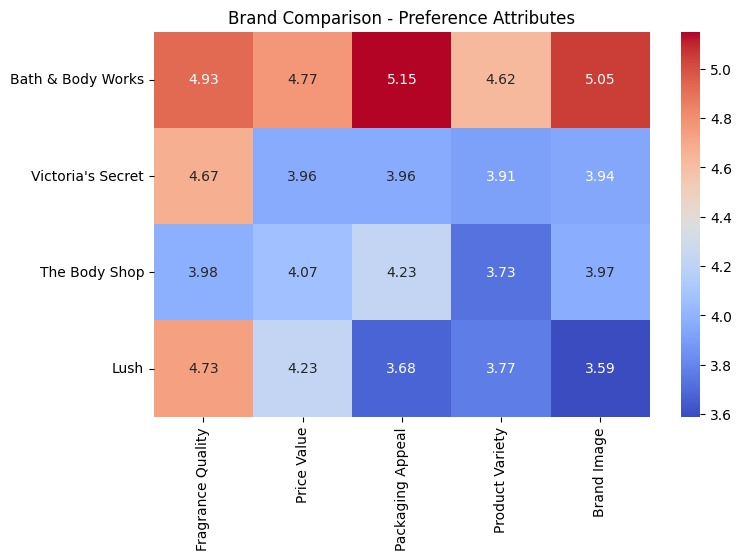 Brand Comparison - Preference Attributes
Bath & Body Works 4.93 4.77 5.15 4.62 5.05
Victoria's Secret 4.67 3.96 3.96 3.91 3.94
The Body Shop 3.98 4.07 4.23 3.73 3.97
Lush 4.73 4.23 3.68 3.77 3.59
Fragrance Quality
Price Value
Packaging Appeal
Product Variety
Brand Image
5.0
4.8
4.6
4.4
4.2
4.0
3.8
3.6